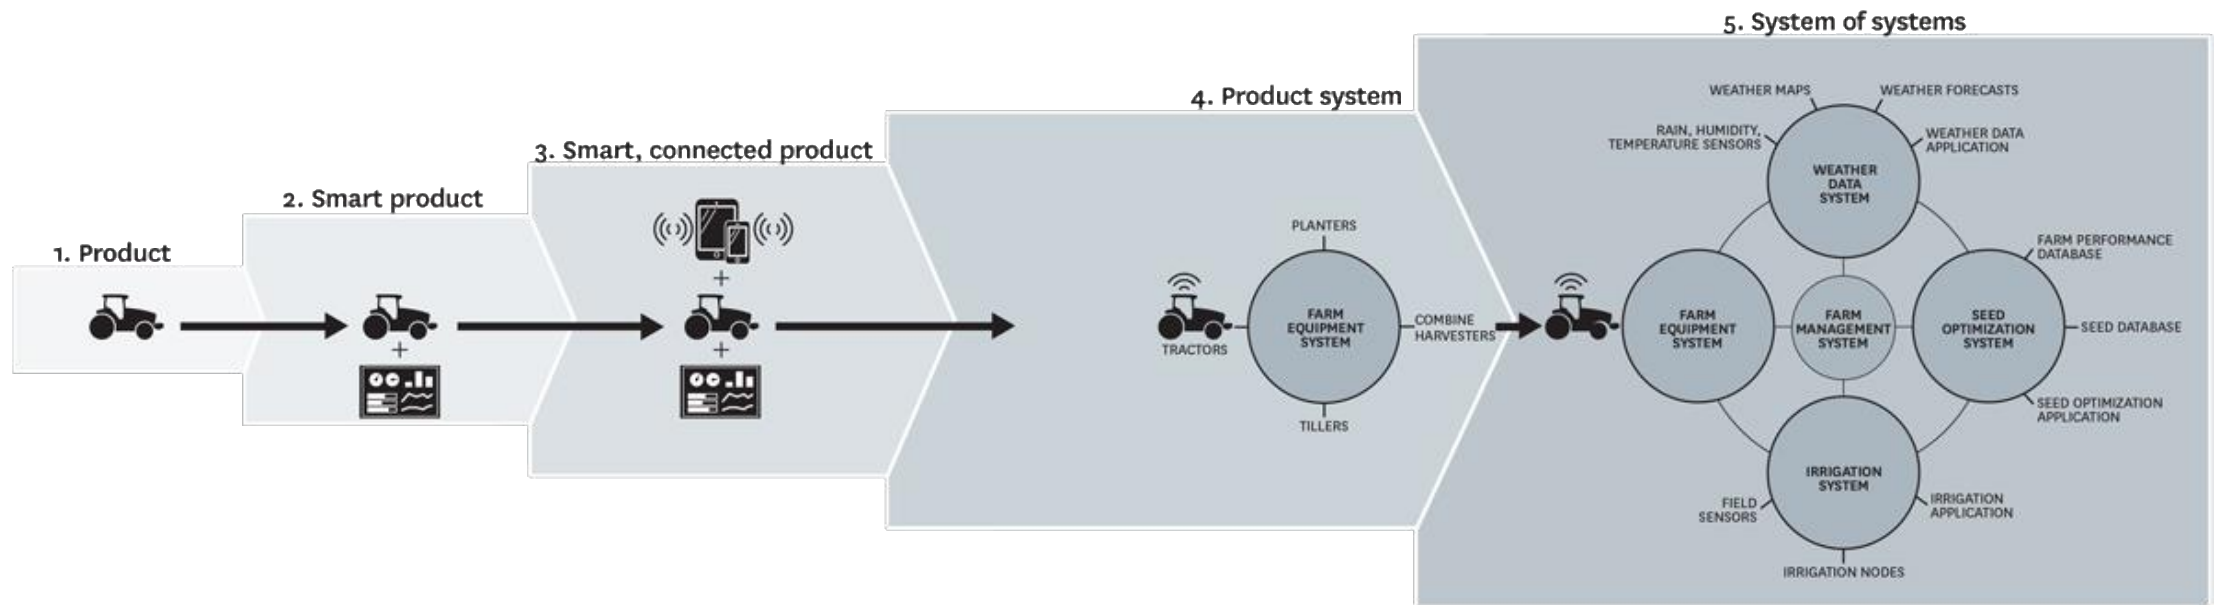 1. Product
2. Smart product
3. Smart, connected product
4. Product system
PLANTERS
TRACTORS
FARM
EQUIPMENT
SYSTEM
COMBINE
HARVESTERS
TILLERS
5. System of systems
WEATHER MAPS
WEATHER FORECASTS
RAIN, HUMIDITY,
TEMPERATURE SENSORS
WEATHER DATA
APPLICATION
WEATHER
DATA
SYSTEM
FARM
EQUIPMENT
SYSTEM
FARM
MANAGEMENT
SYSTEM
SEED
OPTIMIZATION
SYSTEM
FARM PERFORMANCE
DATABASE
SEED DATABASE
SEED OPTIMIZATION
APPLICATION
IRRIGATION
SYSTEM
FIELD
SENSORS
IRRIGATION
APPLICATION
IRRIGATION NODES